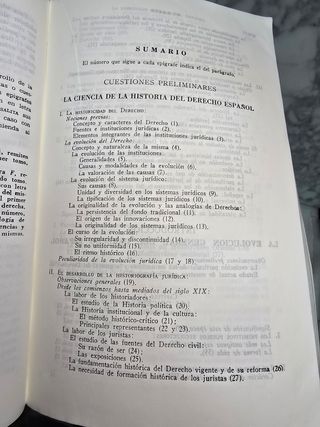 SUMARIO
El número que sigue a cada epígrafe indica el del parágrafo.
CUESTIONES PRELIMINARES
LA CIENCIA DE LA HISTORIA DEL DERECHO ESPAÑOL
I. LA HISTORICIDAD DEL DERECHO:
Nociones previas:
Concepto y caracteres del Derecho (1).
Fuentes e instituciones jurídicas (2).
Elementos integrantes de las instituciones jurídicas (3).
La evolución del Derecho:
Concepto y naturaleza de la misma (4).
La evolución de las instituciones:
Generalidades (5).
Causas y modalidades de la evolución (6).
La valoración de las causas (7).
La evolución del sistema jurídico:
Sus causas (8).
Unidad y diversidad en los sistemas jurídicos (9).
La tipificación de los sistemas jurídicos (10).
La originalidad de la evolución y las analogías de Derechos:
La persistencia del fondo tradicional (11).
El origen de las innovaciones (12).
La originalidad de los sistemas jurídicos (13).
El curso de la evolución:
Su irregularidad y discontinuidad (14).
Su no uniformidad (15).
El ritmo histórico (16).
Peculiaridad de la evolución jurídica (17 y 18).
II. EL DESARROLLO DE LA HISTORIOGRAFÍA JURÍDICA:
Observaciones generales (19).
Desde los comienzos hasta mediados del siglo XIX:
La labor de los historiadores:
El estudio de la Historia política (20).
La Historia institucional y de la cultura:
El método histórico-crítico (21).
Principales representantes (22 y 23).
La labor de los juristas:
El estudio de las fuentes del Derecho civil:
Su razón de ser (24).
Las exposiciones (25).
La fundamentación histórica del Derecho vigente y de su reforma (26).
La necesidad de formación histórica de los juristas (27).